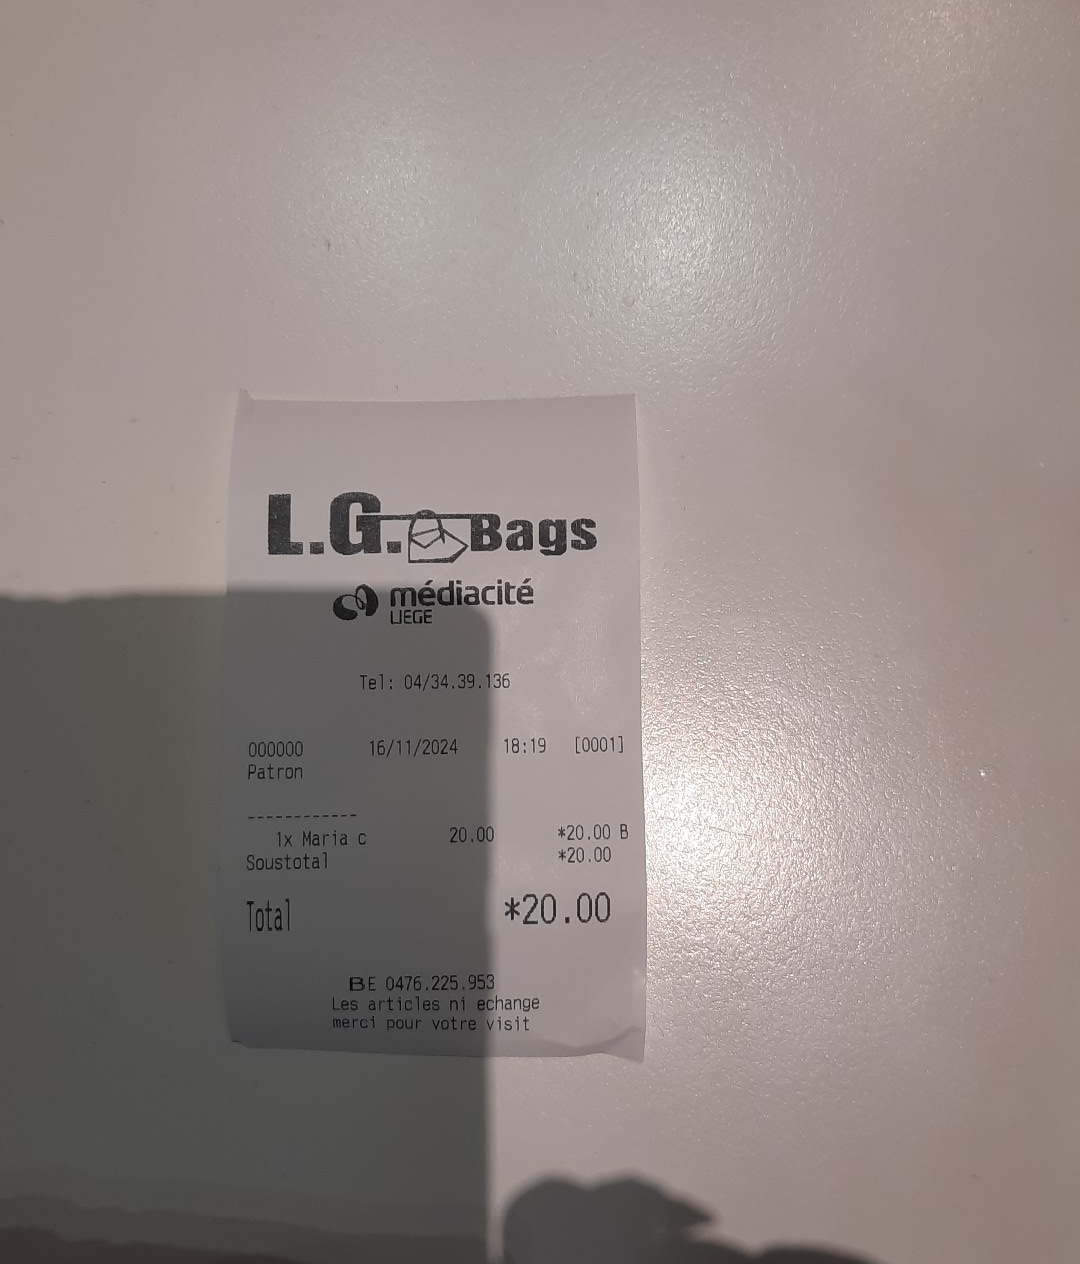 L.G. Bags
médiacité
LIEGE
Tel: 04/34.39.136
000000 16/11/2024 18:19 [0001]
Patron
------------
1x Maria c 20.00 *20.00 B
Soustotal *20.00
Total *20.00
BE 0476.225.953
Les articles ni echange
merci pour votre visit